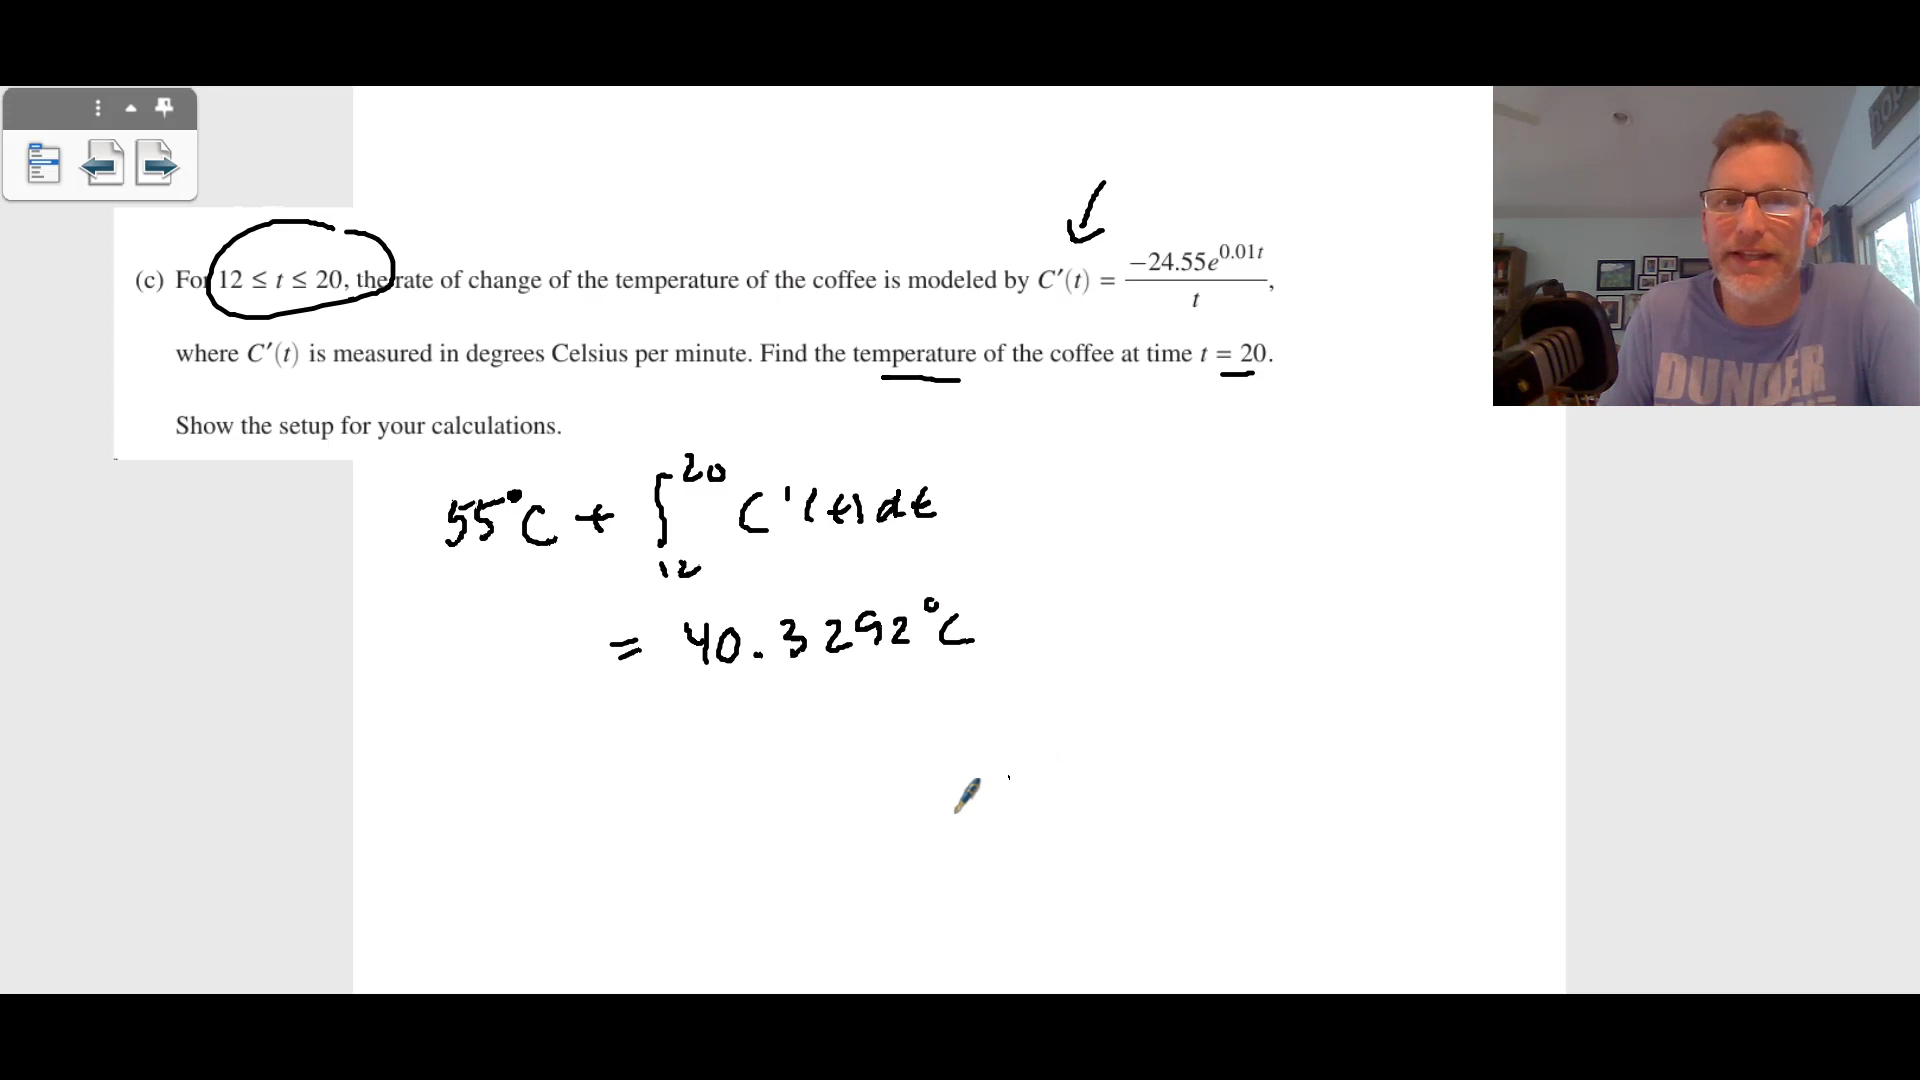 (c) For 12 ≤ t ≤ 20, the rate of change of the temperature of the coffee is modeled by C′(t) = −24.55e^{0.01t}/t,
where C′(t) is measured in degrees Celsius per minute. Find the temperature of the coffee at time t = 20.
Show the setup for your calculations.
55°C + ∫_{12}^{20} C'(t)dt
= 40.3292°C
DUNDER